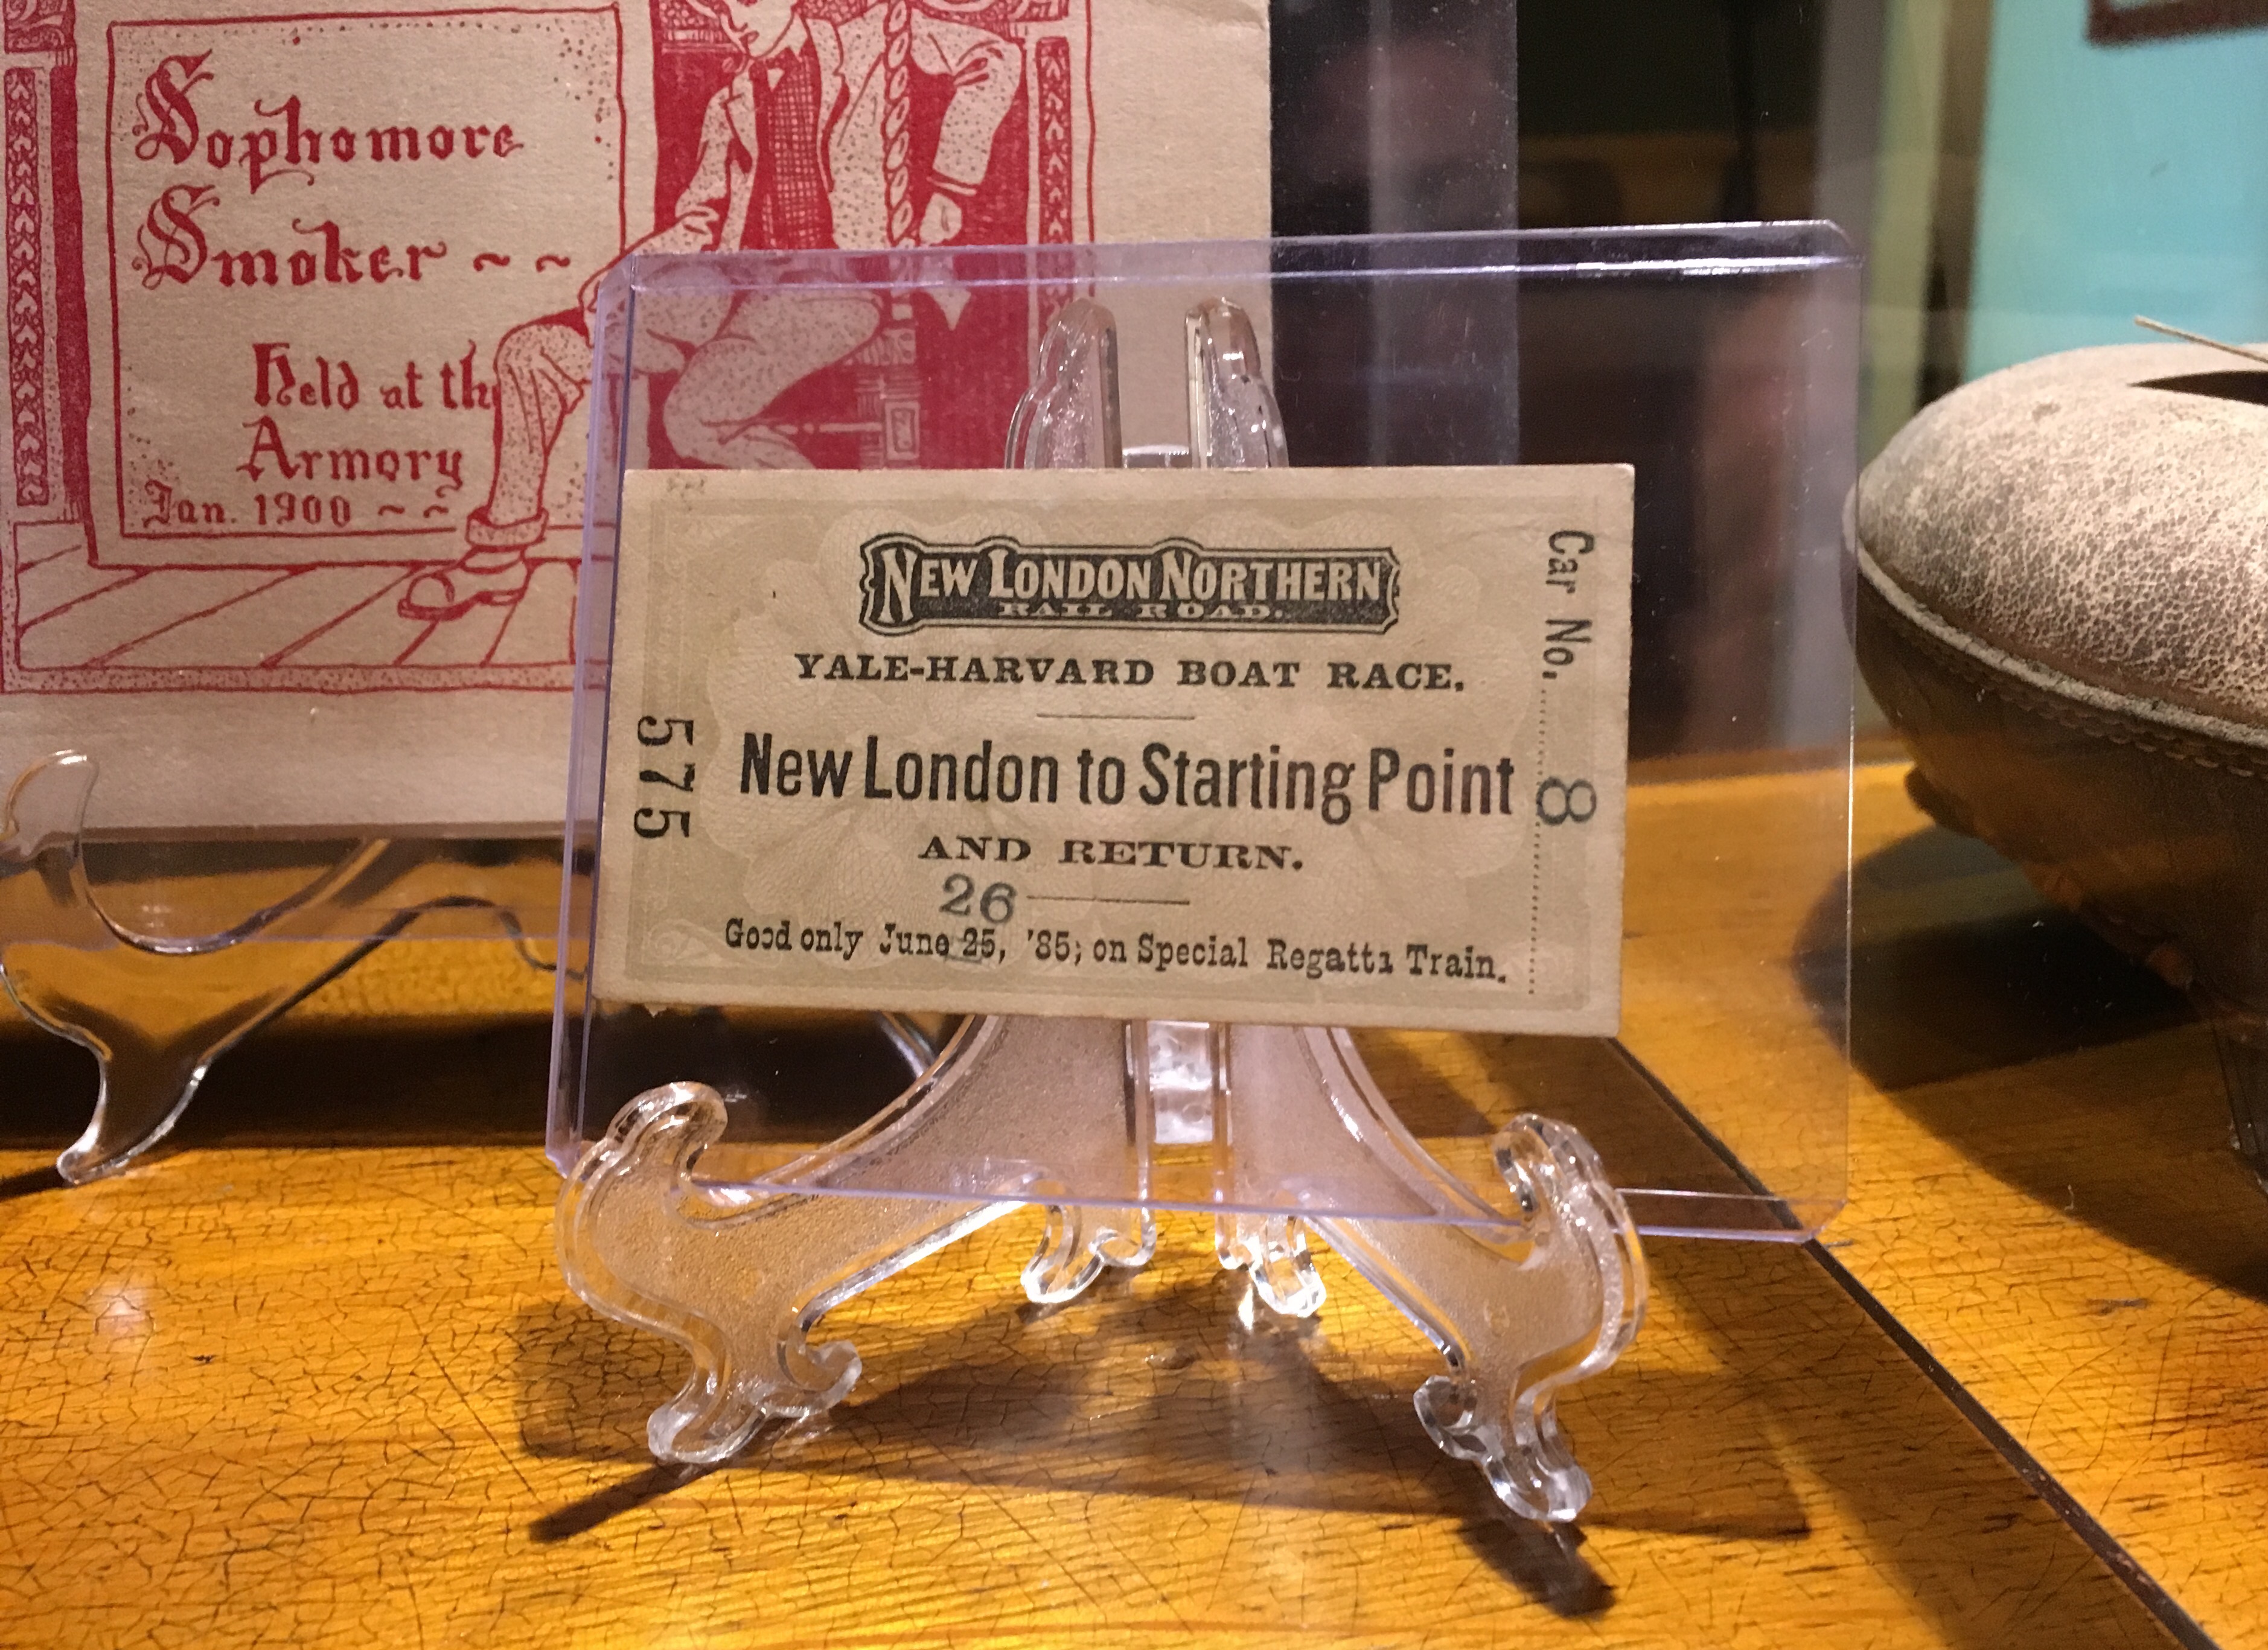 Sophomore
Smoker ~ ~
Held at the
Armory
Jan. 1900 ~ ~
NEW LONDON NORTHERN
RAIL ROAD.
YALE-HARVARD BOAT RACE.
New London to Starting Point
AND RETURN.
26
Good only June 25, '85; on Special Regatta Train.
575
Car No. 8